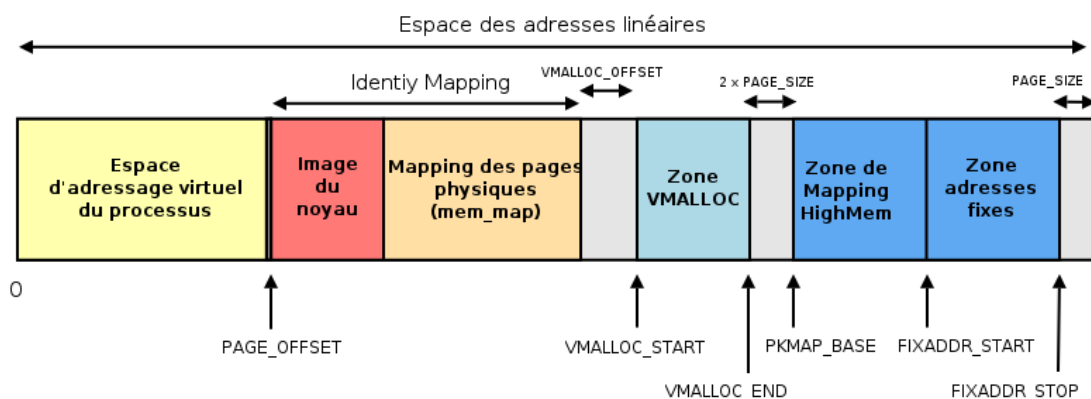 Espace des adresses linéaires
VMALLOC_OFFSET
Identiy Mapping
2 x PAGE_SIZE
PAGE_SIZE
Espace
d'adressage virtuel
du processus
Image
du
noyau
Mapping des pages
physiques
(mem_map)
Zone
VMALLOC
Zone de
Mapping
HighMem
Zone
adresses
fixes
0
PAGE_OFFSET
VMALLOC_START
PKMAP_BASE
FIXADDR_START
VMALLOC_END
FIXADDR_STOP